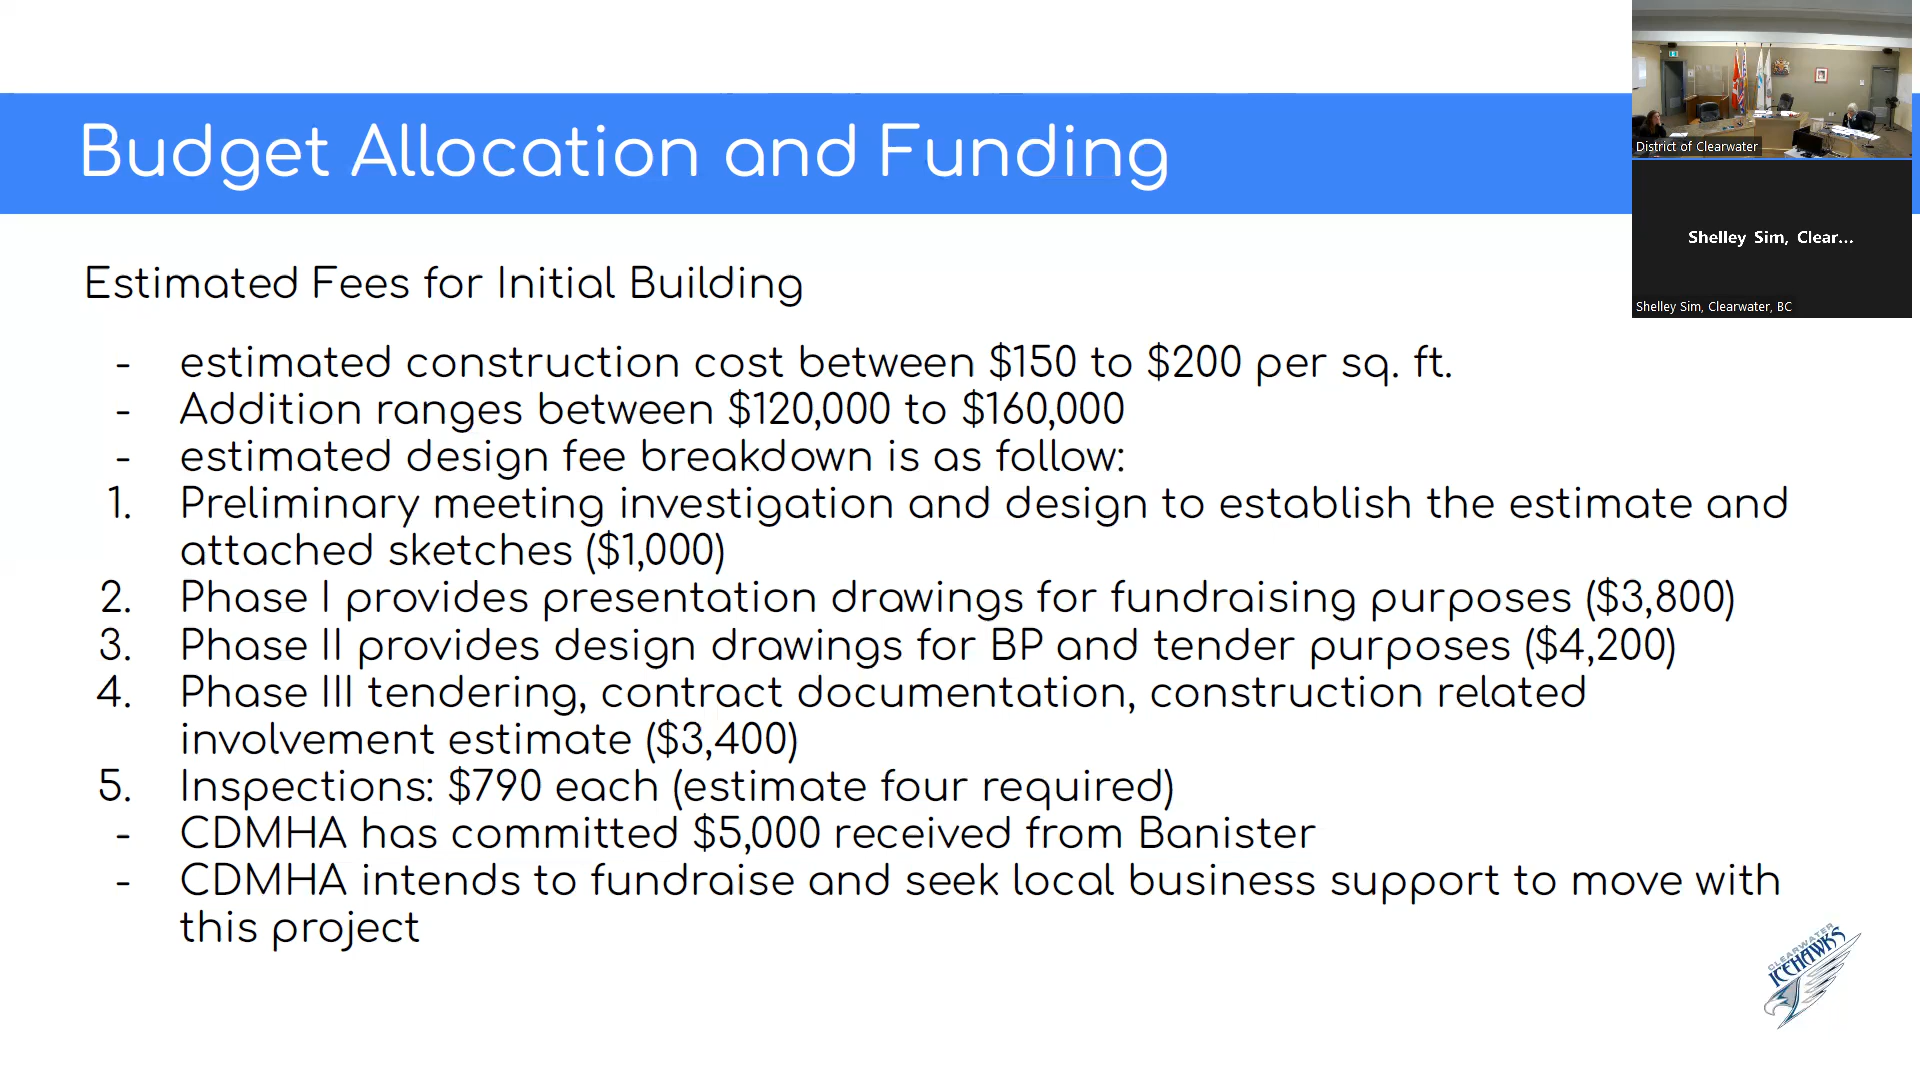 Budget Allocation and Funding
District of Clearwater
Shelley Sim, Clear...
Shelley Sim, Clearwater, BC
Estimated Fees for Initial Building
- estimated construction cost between $150 to $200 per sq. ft.
- Addition ranges between $120,000 to $160,000
- estimated design fee breakdown is as follow:
1. Preliminary meeting investigation and design to establish the estimate and
attached sketches ($1,000)
2. Phase I provides presentation drawings for fundraising purposes ($3,800)
3. Phase II provides design drawings for BP and tender purposes ($4,200)
4. Phase III tendering, contract documentation, construction related
involvement estimate ($3,400)
5. Inspections: $790 each (estimate four required)
- CDMHA has committed $5,000 received from Banister
- CDMHA intends to fundraise and seek local business support to move with
this project
CLEARWATER
ICEHAWKS